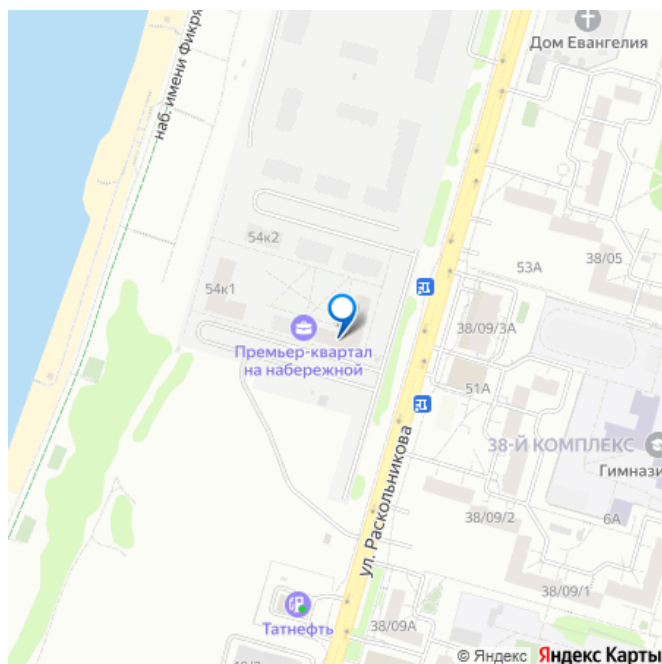 Дом Евангелия
наб. имени Фикря
54к2
38/05
53А
54к1
38/09/3А
Премьер-квартал
на набережной
51А
38-Й КОМПЛЕКС
Гимнази
ул. Раскольникова
38/09/2
6А
38/09/1
Татнефть
38/09А
© Яндекс Яндекс Карты